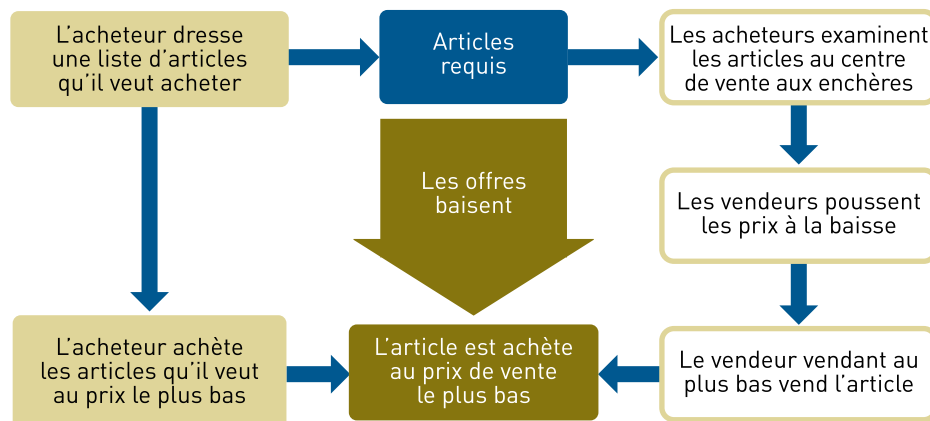 L’acheteur dresse
une liste d’articles
qu’il veut acheter
Articles
requis
Les acheteurs examinent
les articles au centre
de vente aux enchères
Les offres
baisent
Les vendeurs poussent
les prix à la baisse
L’acheteur achète
les articles qu’il veut
au prix le plus bas
L’article est achète
au prix de vente
le plus bas
Le vendeur vendant au
plus bas vend l’article